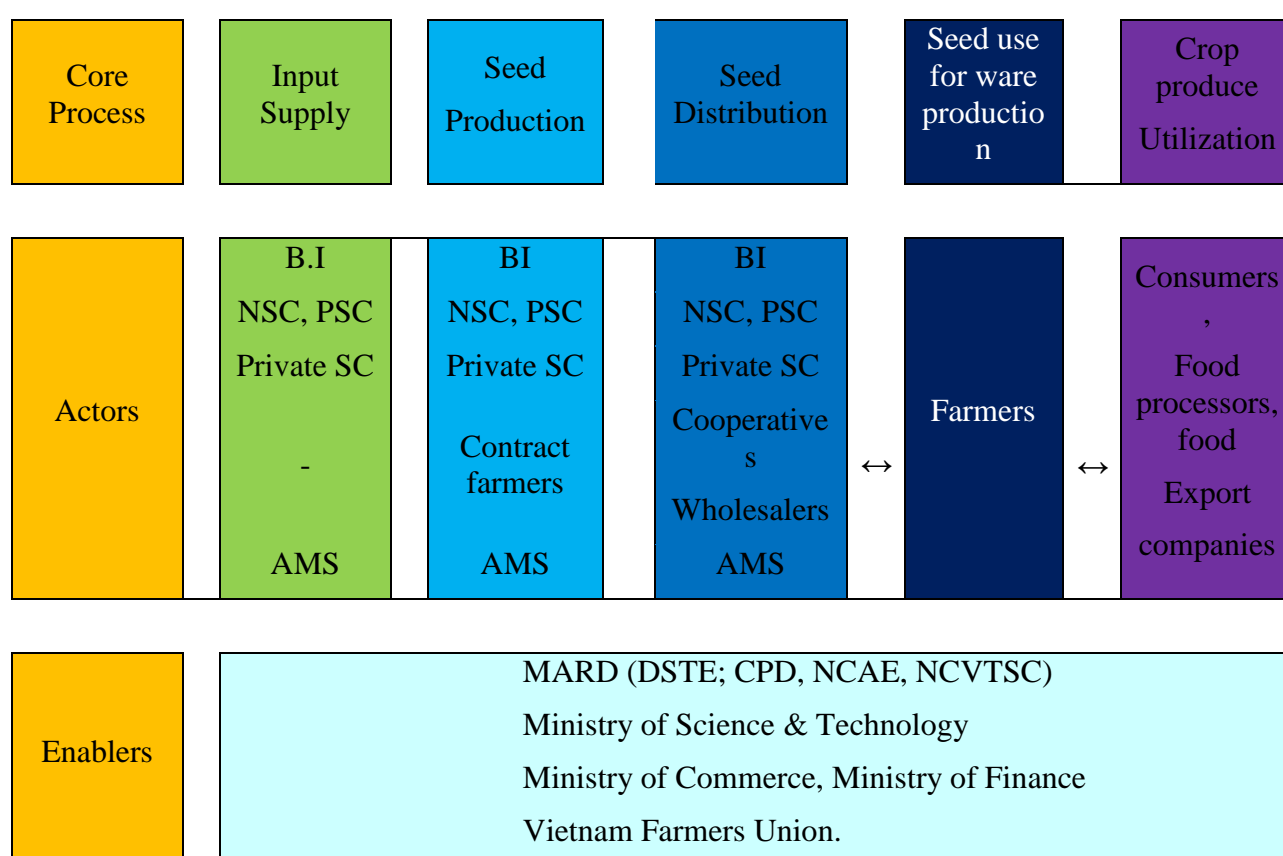 Core
Process
Input
Supply
Seed
Production
Seed
Distribution
Seed use
for ware
productio
n
Crop
produce
Utilization
Actors
B.I
NSC, PSC
Private SC
-
AMS
BI
NSC, PSC
Private SC
Contract
farmers
AMS
BI
NSC, PSC
Private SC
Cooperative
s
Wholesalers
AMS
↔
Farmers
↔
Consumers
,
Food
processors,
food
Export
companies
Enablers
MARD (DSTE; CPD, NCAE, NCVTSC)
Ministry of Science & Technology
Ministry of Commerce, Ministry of Finance
Vietnam Farmers Union.